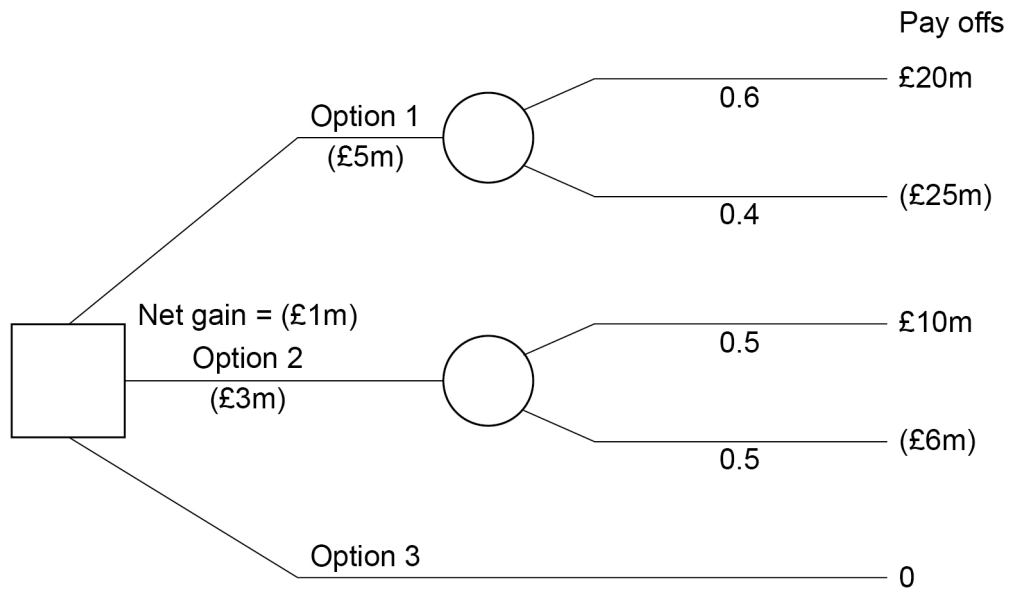 Pay offs
£20m
0.6
Option 1
(£5m)
(£25m)
0.4
Net gain = (£1m)
£10m
0.5
Option 2
(£3m)
(£6m)
0.5
Option 3
0